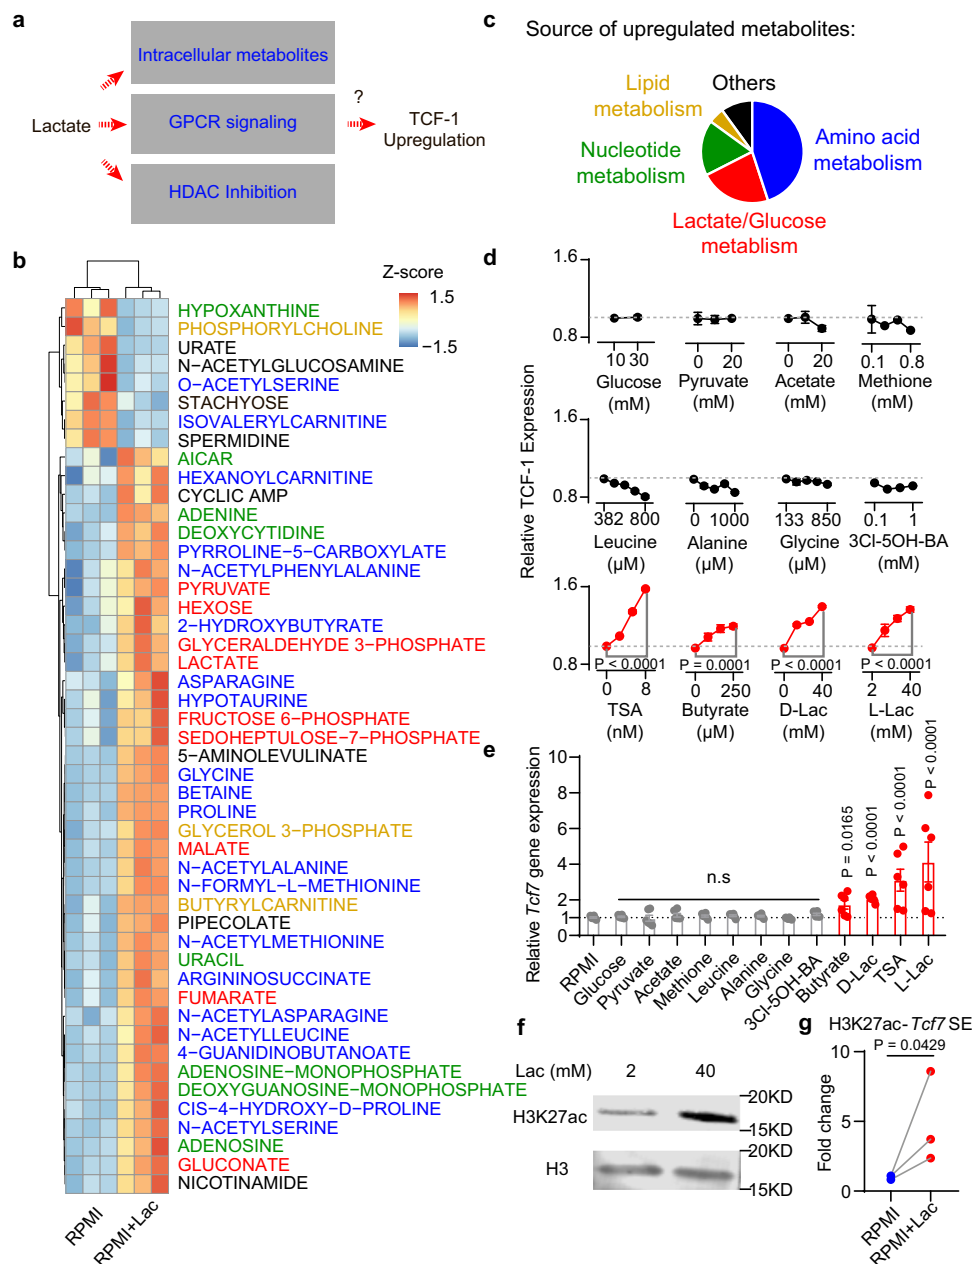 a
Intracellular metabolites
Lactate
GPCR signaling
?
TCF-1
Upregulation
HDAC Inhibition
c
Source of upregulated metabolites:
Lipid
metabolism
Others
Nucleotide
metabolism
Amino acid
metabolism
Lactate/Glucose
metablism
b
Z-score
1.5
−1.5
HYPOXANTHINE
PHOSPHORYLCHOLINE
URATE
N−ACETYLGLUCOSAMINE
O−ACETYLSERINE
STACHYOSE
ISOVALERYLCARNITINE
SPERMIDINE
AICAR
HEXANOYLCARNITINE
CYCLIC AMP
ADENINE
DEOXYCYTIDINE
PYRROLINE−5−CARBOXYLATE
N−ACETYLPHENYLALANINE
PYRUVATE
HEXOSE
2−HYDROXYBUTYRATE
GLYCERALDEHYDE 3−PHOSPHATE
LACTATE
ASPARAGINE
HYPOTAURINE
FRUCTOSE 6−PHOSPHATE
SEDOHEPTULOSE−7−PHOSPHATE
5−AMINOLEVULINATE
GLYCINE
BETAINE
PROLINE
GLYCEROL 3−PHOSPHATE
MALATE
N−ACETYLALANINE
N−FORMYL−L−METHIONINE
BUTYRYLCARNITINE
PIPECOLATE
N−ACETYLMETHIONINE
URACIL
ARGININOSUCCINATE
FUMARATE
N−ACETYLASPARAGINE
N−ACETYLLEUCINE
4−GUANIDINOBUTANOATE
ADENOSINE−MONOPHOSPHATE
DEOXYGUANOSINE−MONOPHOSPHATE
CIS−4−HYDROXY−D−PROLINE
N−ACETYLSERINE
ADENOSINE
GLUCONATE
NICOTINAMIDE
RPMI
RPMI+Lac
d
Relative TCF-1 Expression
1.6
0.8
10 30
Glucose
(mM)
0 20
Pyruvate
(mM)
0 20
Acetate
(mM)
0.1 0.8
Methione
(mM)
1.6
0.8
382 800
Leucine
(µM)
0 1000
Alanine
(µM)
133 850
Glycine
(µM)
0.1 1
3Cl-5OH-BA
(mM)
1.6
0.8
P < 0.0001
0 8
TSA
(nM)
P = 0.0001
0 250
Butyrate
(µM)
P < 0.0001
0 40
D-Lac
(mM)
P < 0.0001
2 40
L-Lac
(mM)
e
Relative Tcf7 gene expression
10
8
6
4
2
1
0
n.s
P = 0.0165
P < 0.0001
P < 0.0001
P < 0.0001
RPMI
Glucose
Pyruvate
Acetate
Methione
Leucine
Alanine
Glycine
3Cl-5OH-BA
Butyrate
D-Lac
TSA
L-Lac
f
Lac (mM) 2 40
H3K27ac
20KD
15KD
H3
20KD
15KD
g
H3K27ac-Tcf7 SE
P = 0.0429
Fold change
10
5
0
RPMI
RPMI+Lac